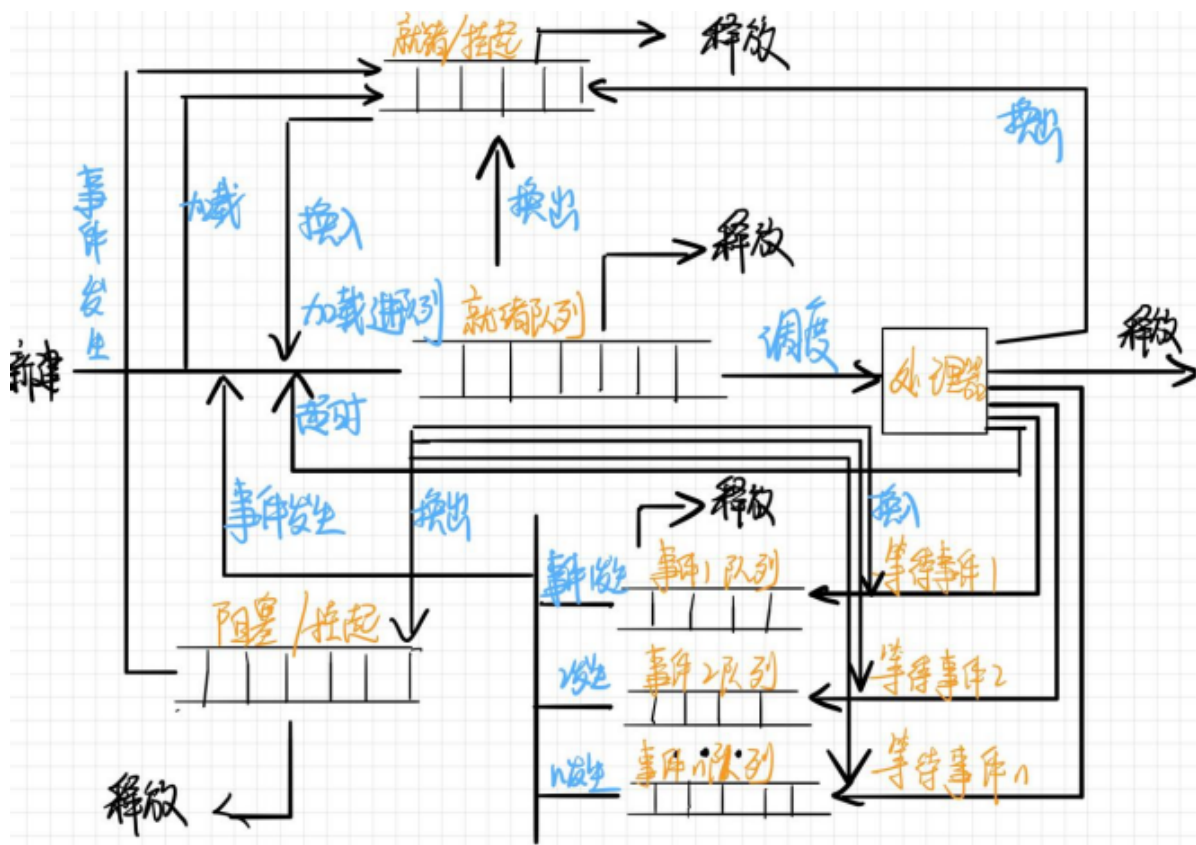 就绪/挂起
释放
换出
事件发生
加载
换入
换出
释放
加载进队列
就绪队列
调度
新建
处理器
释放
超时
事件发生
换出
释放
换入
事件1发生
事件1队列
等待事件1
阻塞/挂起
2发生
事件2队列
等待事件2
n发生
事件n队列
等待事件n
释放